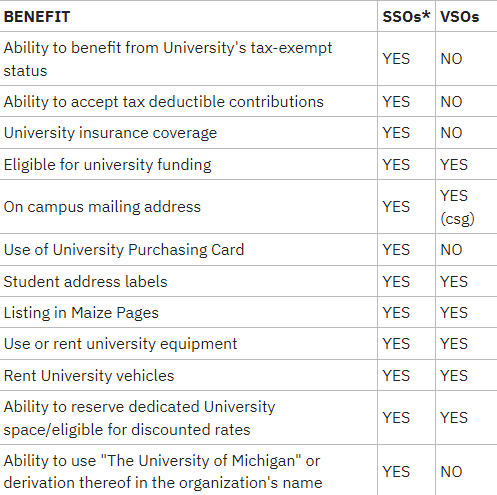 BENEFIT SSOs* VSOs
Ability to benefit from University's tax-exempt
status YES NO
Ability to accept tax deductible contributions YES NO
University insurance coverage YES NO
Eligible for university funding YES YES
On campus mailing address YES YES
(csg)
Use of University Purchasing Card YES NO
Student address labels YES YES
Listing in Maize Pages YES YES
Use or rent university equipment YES YES
Rent University vehicles YES YES
Ability to reserve dedicated University
space/eligible for discounted rates YES YES
Ability to use "The University of Michigan" or
derivation thereof in the organization's name YES NO